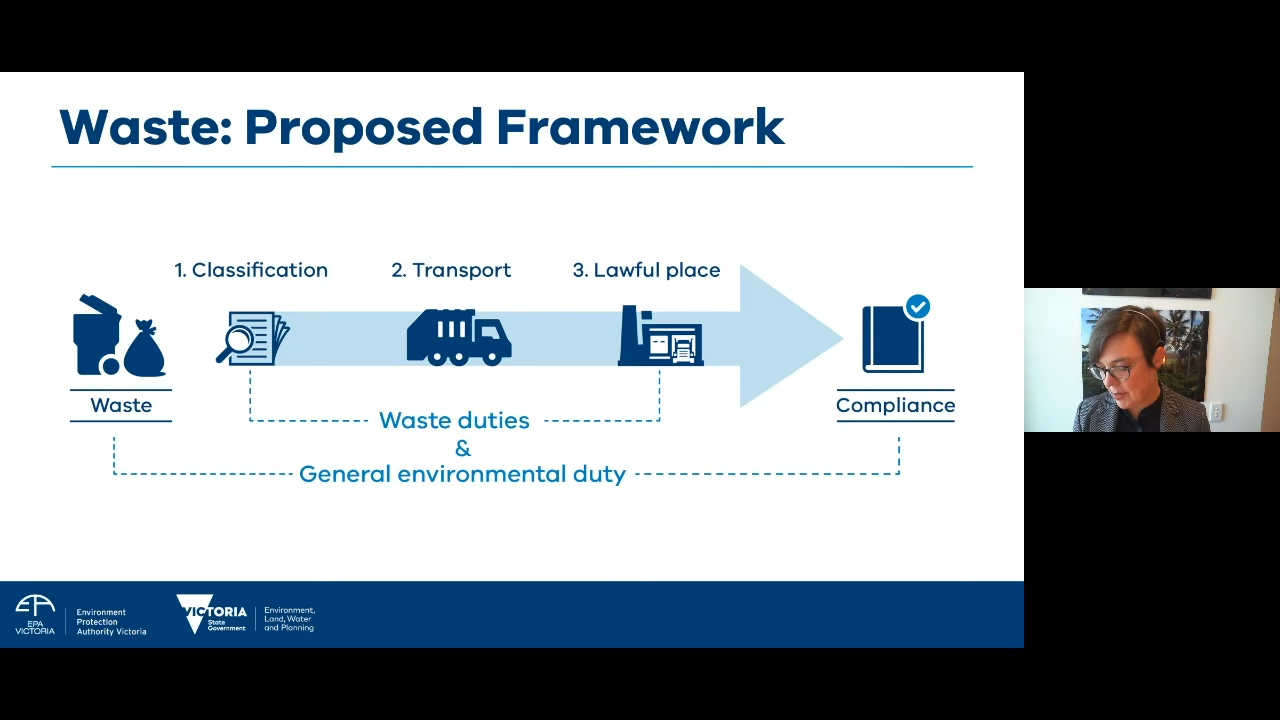 Waste: Proposed Framework
1. Classification
2. Transport
3. Lawful place
Waste
Compliance
Waste duties
&
General environmental duty
EPA
VICTORIA
Environment
Protection
Authority Victoria
VICTORIA
State
Government
Environment,
Land, Water
and Planning